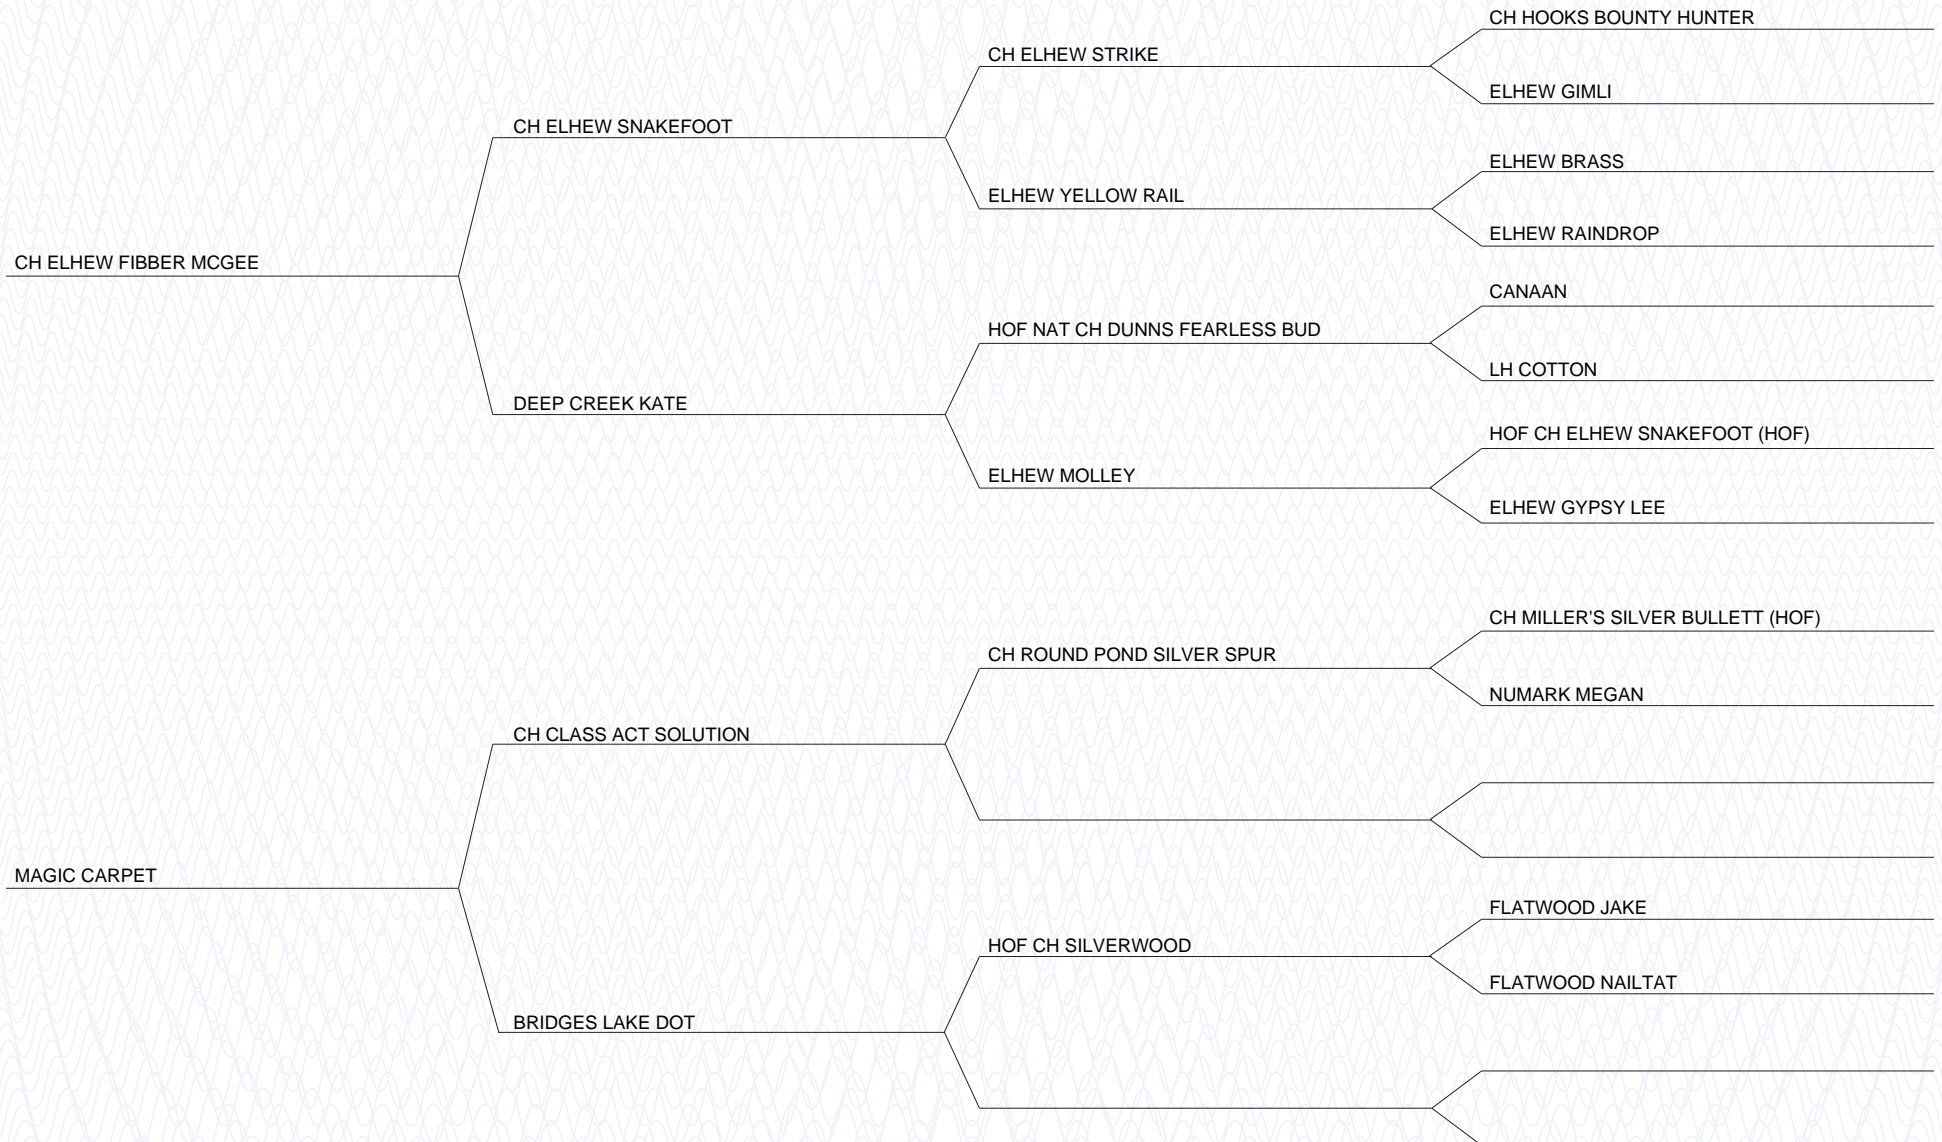 CH HOOKS BOUNTY HUNTER
CH ELHEW STRIKE
ELHEW GIMLI
CH ELHEW SNAKEFOOT
ELHEW BRASS
ELHEW YELLOW RAIL
ELHEW RAINDROP
CH ELHEW FIBBER MCGEE
CANAAN
HOF NAT CH DUNNS FEARLESS BUD
LH COTTON
DEEP CREEK KATE
HOF CH ELHEW SNAKEFOOT (HOF)
ELHEW MOLLEY
ELHEW GYPSY LEE
CH MILLER'S SILVER BULLETT (HOF)
CH ROUND POND SILVER SPUR
NUMARK MEGAN
CH CLASS ACT SOLUTION
MAGIC CARPET
FLATWOOD JAKE
HOF CH SILVERWOOD
FLATWOOD NAILTAT
BRIDGES LAKE DOT